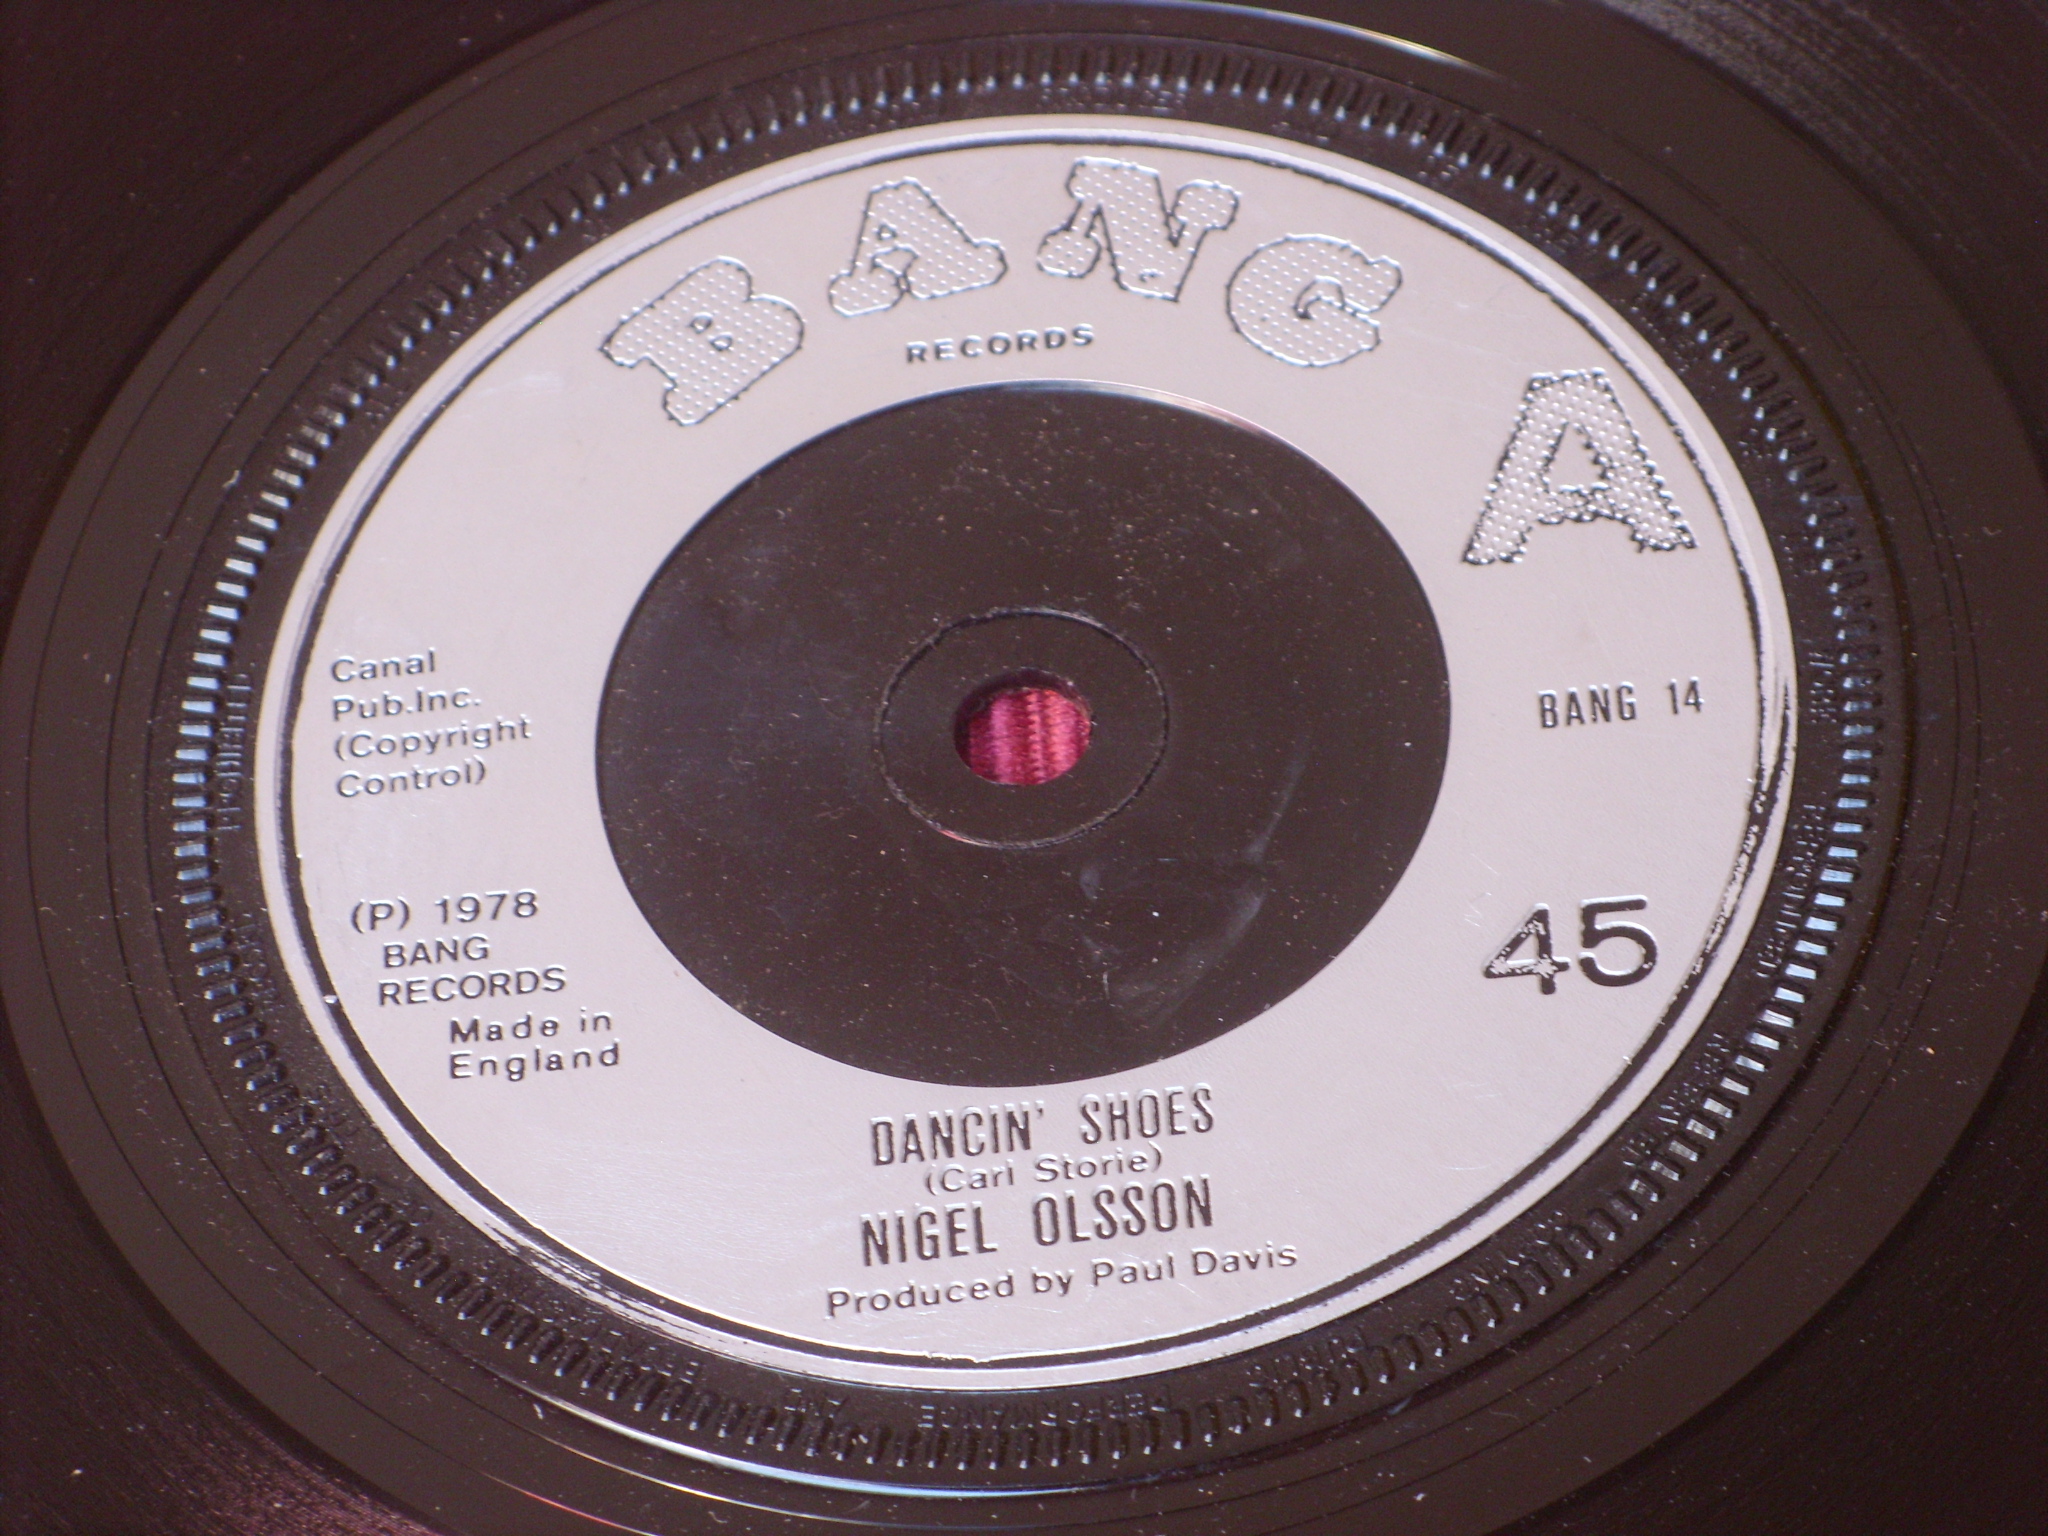 BANG
RECORDS
A
Canal
Pub.Inc.
(Copyright
Control)
BANG 14
(P) 1978
BANG
RECORDS
Made in
England
45
DANCIN' SHOES
(Carl Storie)
NIGEL OLSSON
Produced by Paul Davis
PERFORMANCE